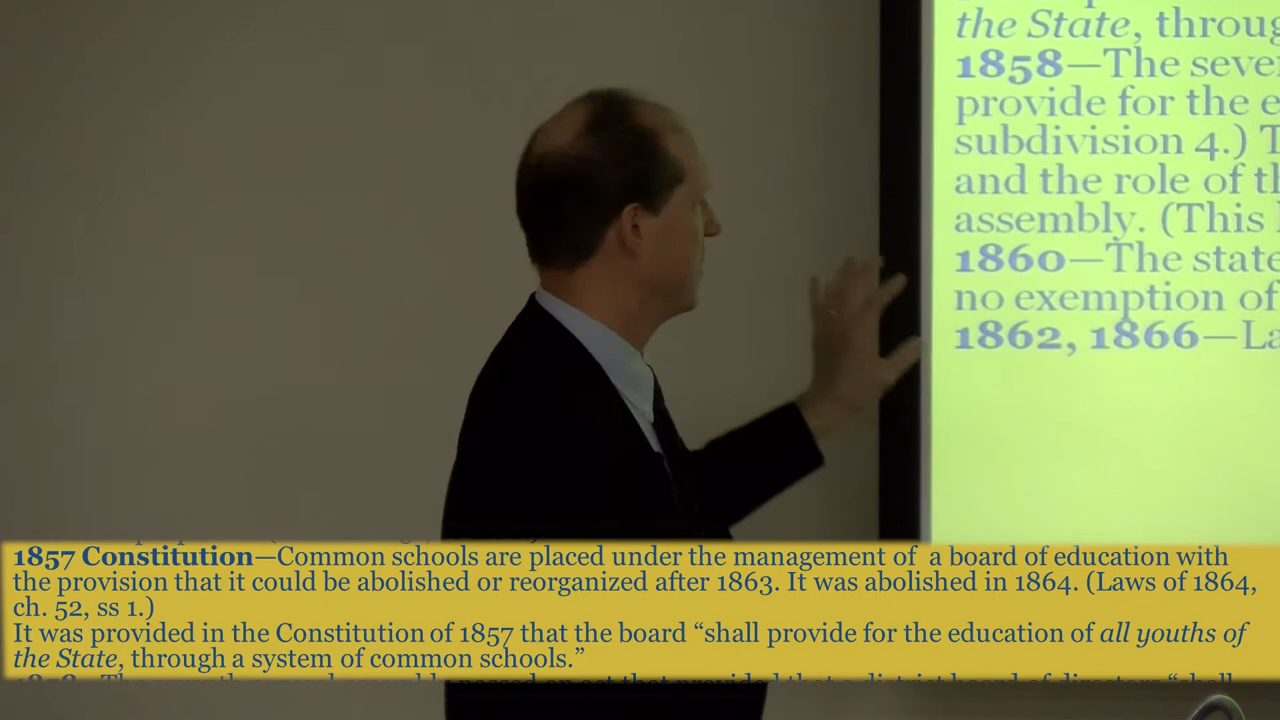 the State, throug
1858—The seve
provide for the e
subdivision 4.) T
and the role of th
assembly. (This
1860—The state
no exemption of
1862, 1866—La
1857 Constitution—Common schools are placed under the management of a board of education with
the provision that it could be abolished or reorganized after 1863. It was abolished in 1864. (Laws of 1864,
ch. 52, ss 1.)
It was provided in the Constitution of 1857 that the board “shall provide for the education of all youths of
the State, through a system of common schools.”